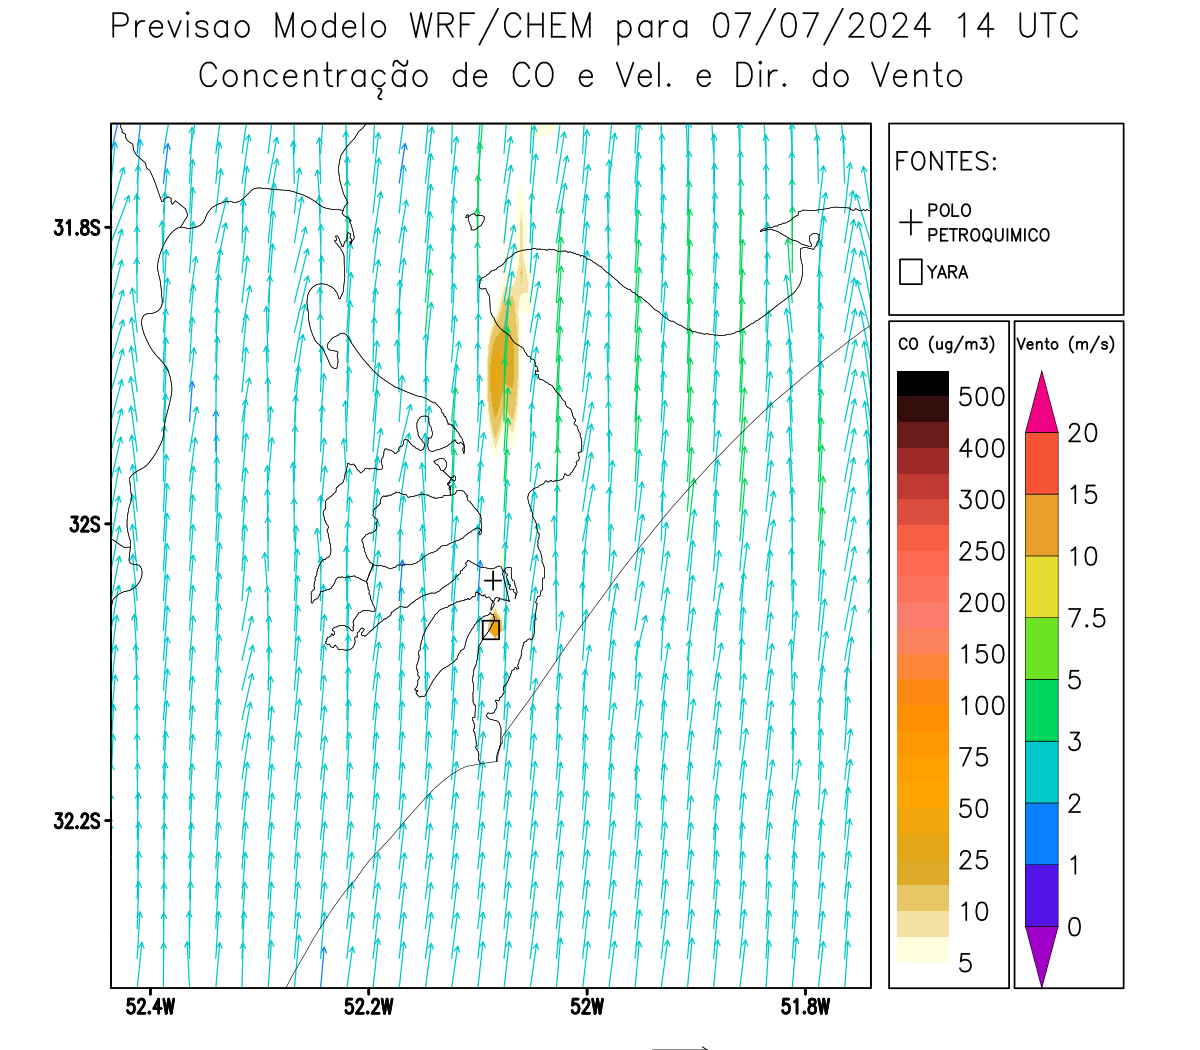 Previsao Modelo WRF/CHEM para 07/07/2024 14 UTC
Concentração de CO e Vel. e Dir. do Vento
FONTES:
POLO
PETROQUIMICO
YARA
31.8S
32S
32.2S
52.4W
52.2W
52W
51.8W
CO (ug/m3)
500
400
300
250
200
150
100
75
50
25
10
5
Vento (m/s)
20
15
10
7.5
5
3
2
1
0